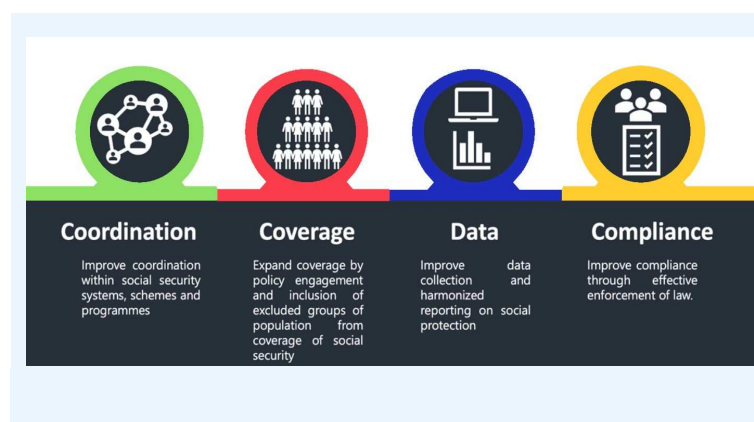 Coordination
Improve coordination
within social security
systems, schemes and
programmes
Coverage
Expand coverage by
policy engagement
and inclusion of
excluded groups of
population from
coverage of social
security
Data
Improve data
collection and
harmonized
reporting on social
protection
Compliance
Improve compliance
through effective
enforcement of law.